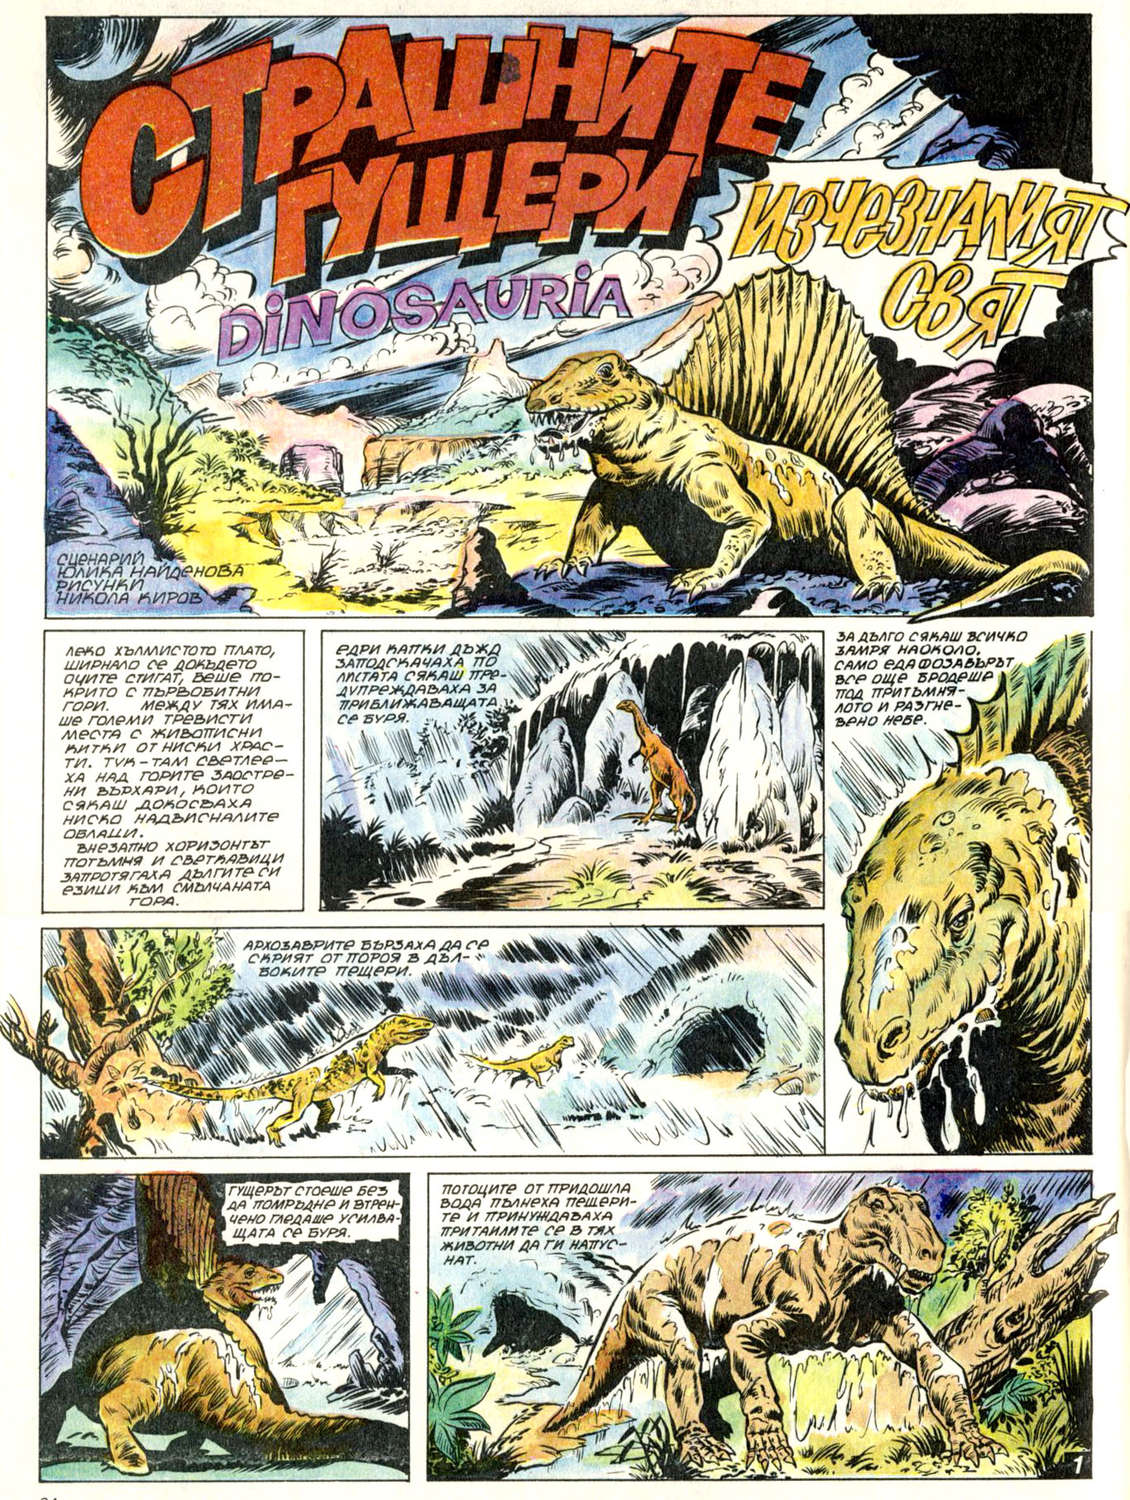 СТРАШНИТЕ
ГУЩЕРИ
DiNOSAURiA
ИЗЧЕЗНАЛИЯТ
СВЯТ
СЦЕНАРИЙ
ЮЛИКА НАЙДЕНОВА
РИСУНКИ
НИКОЛА КИРОВ
ЛЕКО ХЪЛМИСТОТО ПЛАТО,
ШИРНАЛО СЕ ДОКЪДЕТО
ОЧИТЕ СТИГАТ, БЕШЕ ПО-
КРИТО С ПЪРВОБИТНИ
ГОРИ. МЕЖДУ ТЯХ ИМА-
ШЕ ГОЛЕМИ ТРЕВИСТИ
МЕСТА С ЖИВОПИСНИ
КИТКИ ОТ НИСКИ ХРАС-
ТИ. ТУК-ТАМ СВЕТЛЕЕ-
ХА НАД ГОРИТЕ ЗАОСТРЕ-
НИ ВЪРХАРИ, КОИТО
СЯКАШ ДОКОСВАХА
НИСКО НАДВИСНАЛИТЕ
ОБЛАЦИ.
ВНЕЗАПНО ХОРИЗОНТЪТ
ПОТЪМНЯ И СВЕТКАВИЦИ
ЗАПРОТЯГАХА ДЪЛГИТЕ СИ
ЕЗИЦИ КЪМ СМЪЛЧАНАТА
ГОРА.
ЕДРИ КАПКИ ДЪЖД
ЗАПОДСКАЧАХА ПО
ЛИСТАТА СЯКАШ ПРЕ-
ДУПРЕЖДАВАХА ЗА
ПРИБЛИЖАВАЩАТА
СЕ БУРЯ.
ЗА ДЪЛГО СЯКАШ ВСИЧКО
ЗАМРЯ НАОКОЛО.
САМО ЕДАФОЗАВЪРЪТ
ВСЕ ОЩЕ БРОДЕШЕ
ПОД ПРИТЪМНЯ-
ЛОТО И РАЗГНЕ-
ВЕНО НЕБЕ.
АРХОЗАВРИТЕ БЪРЗАХА ДА СЕ
СКРИЯТ ОТ ПОРОЯ В ДЪЛ-
БОКИТЕ ПЕЩЕРИ.
ГУЩЕРЪТ СТОЕШЕ БЕЗ
ДА ПОМРЪДНЕ И ВТРЕН-
ЧЕНО ГЛЕДАШЕ УСИЛВА-
ЩАТА СЕ БУРЯ.
ПОТОЦИТЕ ОТ ПРИДОШЛА
ВОДА ПЪЛНЕХА ПЕЩЕРИ-
ТЕ И ПРИНУЖДАВАХА
ПРИТАИЛИТЕ СЕ В ТЯХ
ЖИВОТНИ ДА ГИ НАПУС-
НАТ.
1